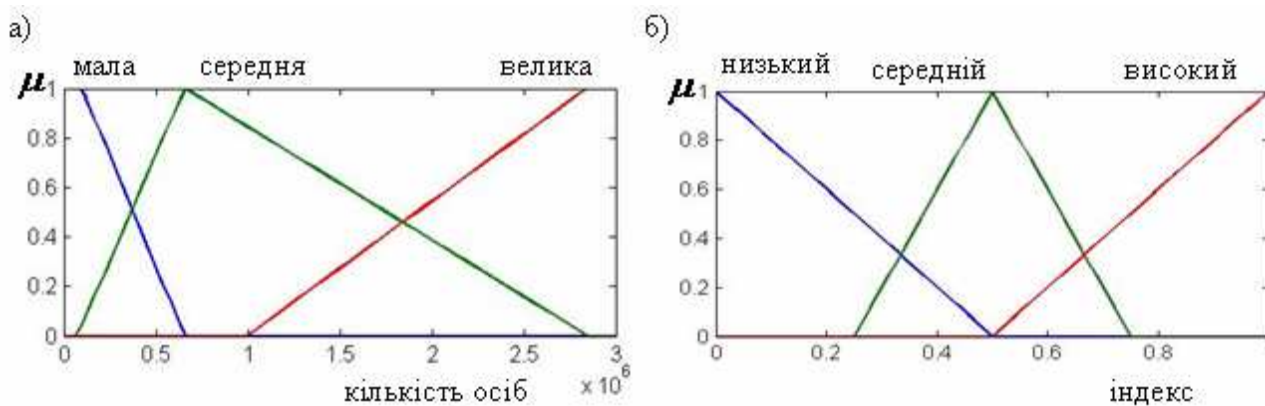 а)
мала середня велика
μ
1
0.8
0.6
0.4
0.2
0
0 0.5 1 1.5 2 2.5 3
x 10^6
кількість осіб
б)
низький середній високий
μ
1
0.8
0.6
0.4
0.2
0
0 0.2 0.4 0.6 0.8
індекс